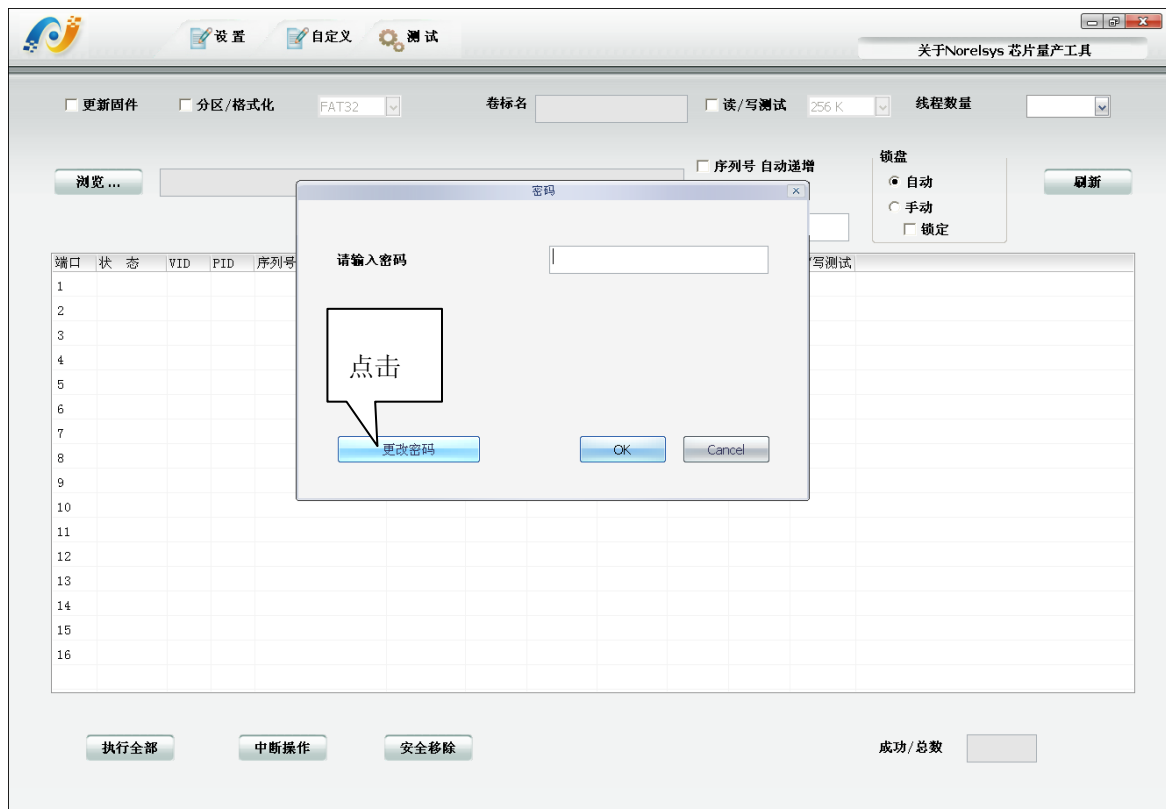 设置 自定义 测试
关于Norelsys 芯片量产工具
更新固件 分区/格式化 FAT32 卷标名 读/写测试 256 K 线程数量
序列号 自动递增 锁盘
浏览 ... 自动 刷新
手动
锁定
密码
请输入密码
点击
更改密码 OK Cancel
端口 状 态 VID PID 序列号 写测试
1
2
3
4
5
6
7
8
9
10
11
12
13
14
15
16
执行全部 中断操作 安全移除 成功/总数